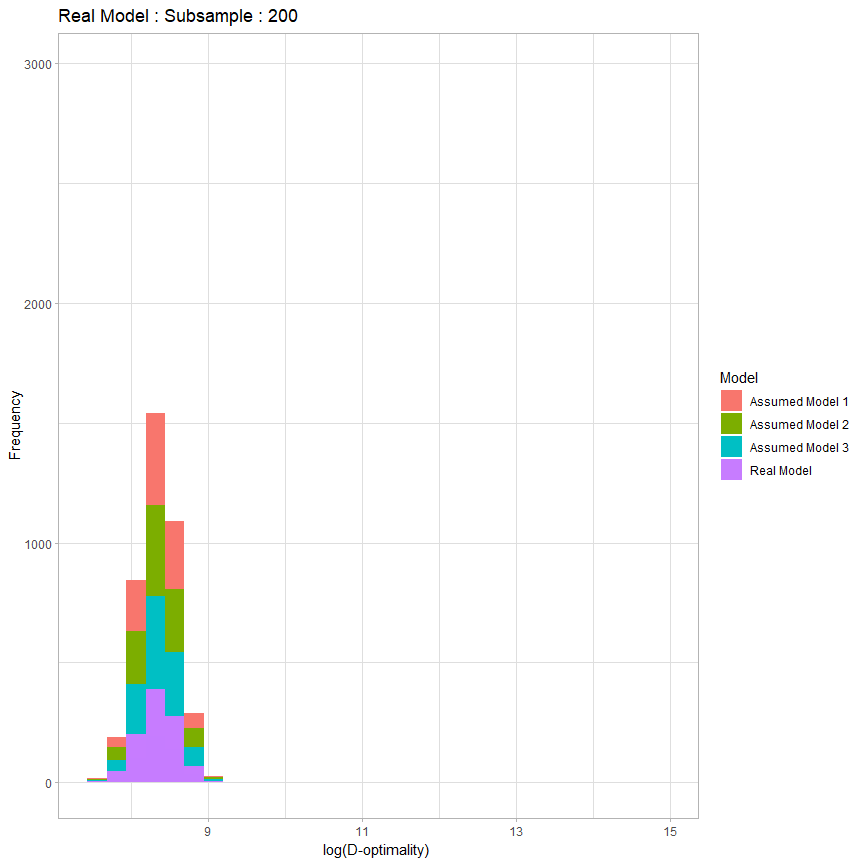 Real Model : Subsample : 200
3000
2000
1000
0
Frequency
9
11
13
15
log(D-optimality)
Model
Assumed Model 1
Assumed Model 2
Assumed Model 3
Real Model